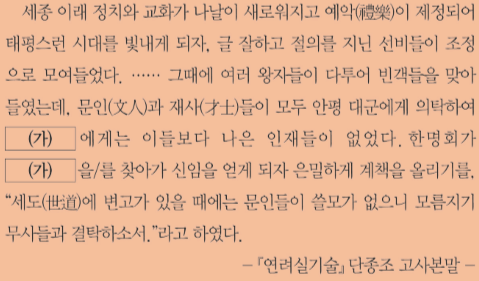 세종 이래 정치와 교화가 나날이 새로워지고 예악(禮樂)이 제정되어
태평스런 시대를 빛내게 되자, 글 잘하고 절의를 지닌 선비들이 조정
으로 모여들었다. …… 그때에 여러 왕자들이 다투어 빈객들을 맞아
들였는데, 문인(文人)과 재사(才士)들이 모두 안평 대군에게 의탁하여
(가) 에게는 이들보다 나은 인재들이 없었다. 한명회가
(가) 을/를 찾아가 신임을 얻게 되자 은밀하게 계책을 올리기를,
“세도(世道)에 변고가 있을 때에는 문인들이 쓸모가 없으니 모름지기
무사들과 결탁하소서.”라고 하였다.
– 『연려실기술』 단종조 고사본말 –